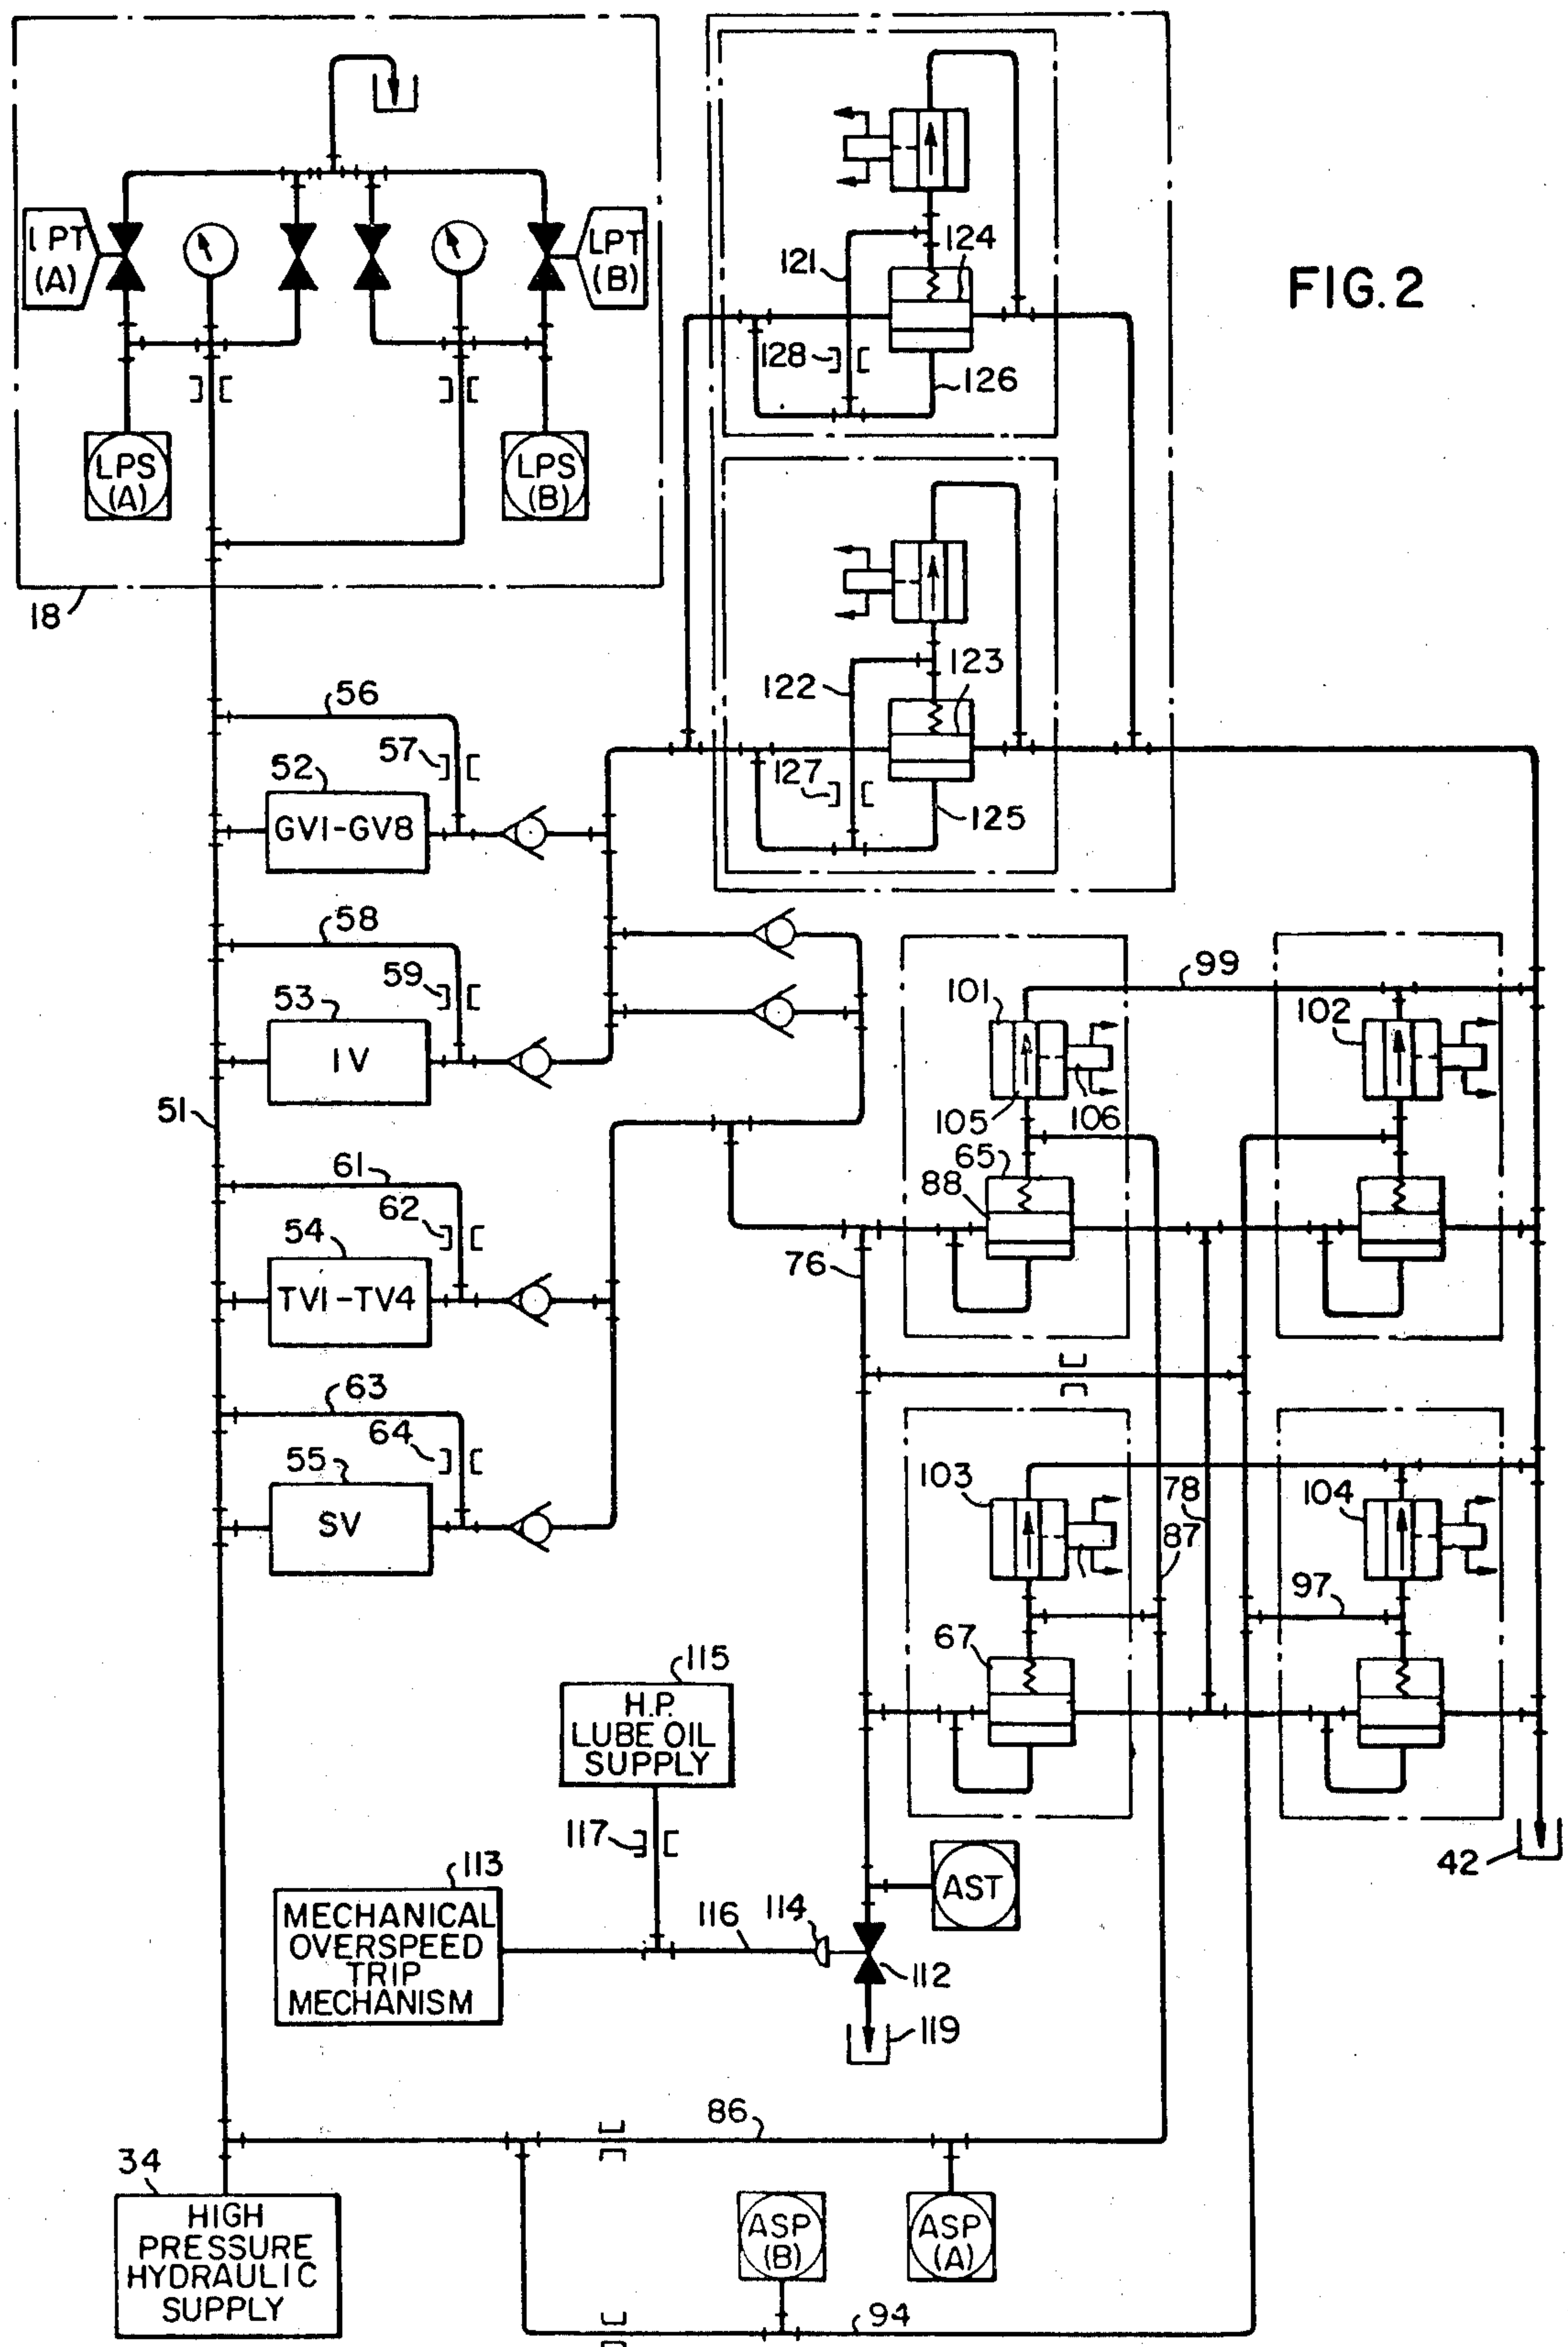 FIG.2
LPT
(A)
LPT
(B)
LPS
(A)
LPS
(B)
18
121
124
128
126
122
123
127
125
56
57
52
GV1-GV8
58
59
53
IV
51
61
62
54
TV1-TV4
63
64
55
SV
99
101
102
105
106
65
88
76
103
104
78
87
97
67
115
H.P.
LUBE OIL
SUPPLY
117
113
MECHANICAL
OVERSPEED
TRIP
MECHANISM
116
114
AST
112
119
42
86
34
HIGH
PRESSURE
HYDRAULIC
SUPPLY
ASP
(B)
ASP
(A)
94